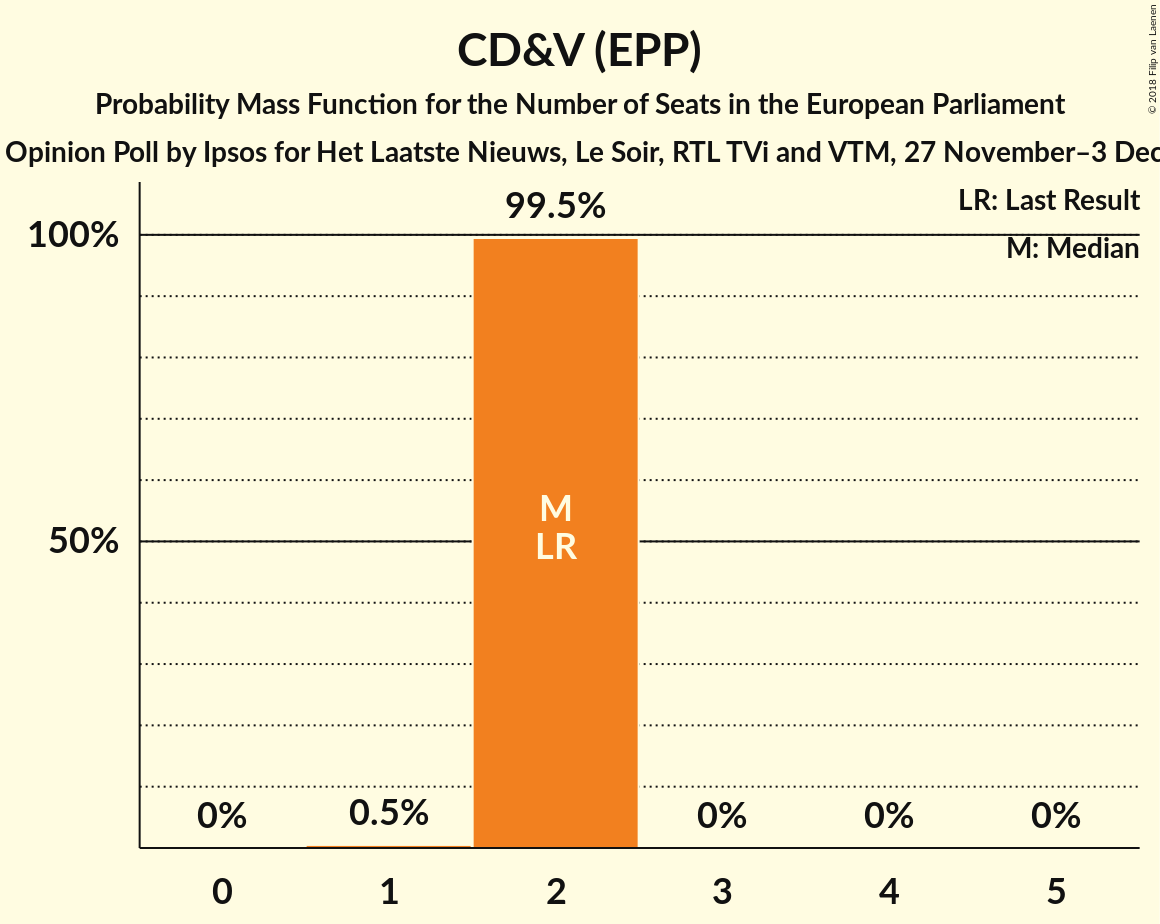 CD&V (EPP)
Probability Mass Function for the Number of Seats in the European Parliament
Opinion Poll by Ipsos for Het Laatste Nieuws, Le Soir, RTL TVi and VTM, 27 November–3 Dec
© 2018 Filip van Laenen
LR: Last Result
M: Median
99.5%
100%
M
LR
50%
0%
0.5%
0%
0%
0%
0
1
2
3
4
5